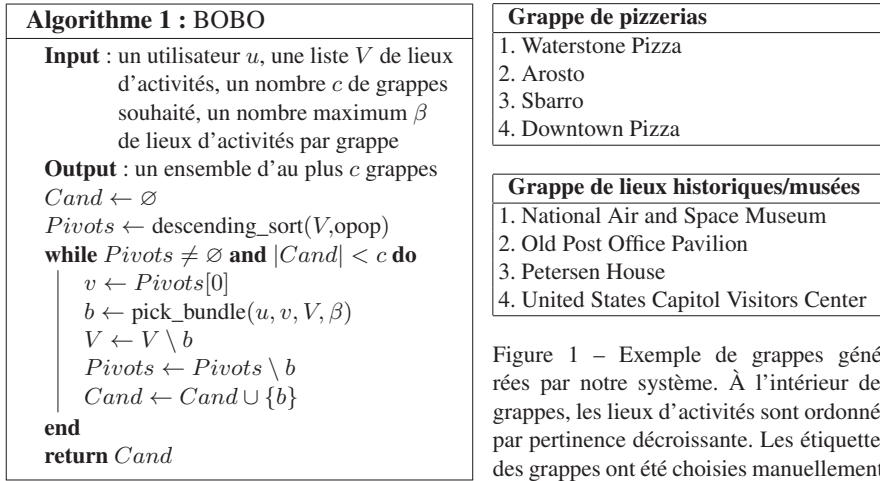 Algorithme 1 : BOBO
Input : un utilisateur u, une liste V de lieux
d'activités, un nombre c de grappes
souhaité, un nombre maximum β
de lieux d'activités par grappe
Output : un ensemble d'au plus c grappes
Cand ← ∅
Pivots ← descending_sort(V,opop)
while Pivots ≠ ∅ and |Cand| < c do
v ← Pivots[0]
b ← pick_bundle(u, v, V, β)
V ← V \ b
Pivots ← Pivots \ b
Cand ← Cand ∪ {b}
end
return Cand
Grappe de pizzerias
1. Waterstone Pizza
2. Arosto
3. Sbarro
4. Downtown Pizza
Grappe de lieux historiques/musées
1. National Air and Space Museum
2. Old Post Office Pavilion
3. Petersen House
4. United States Capitol Visitors Center
Figure 1 – Exemple de grappes géné
rées par notre système. À l'intérieur de
grappes, les lieux d'activités sont ordonné
par pertinence décroissante. Les étiquette
des grappes ont été choisies manuellement